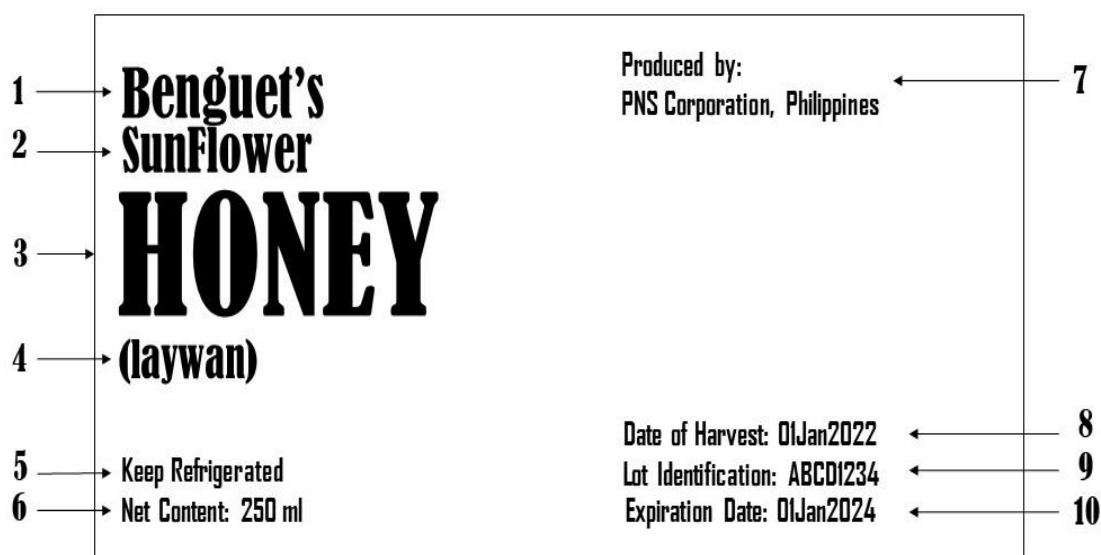 1
Benguet's
2
SunFlower
3
HONEY
4
(laywan)
5
Keep Refrigerated
6
Net Content: 250 ml
Produced by:
7
PNS Corporation, Philippines
Date of Harvest: 01Jan2022
8
Lot Identification: ABCD1234
9
Expiration Date: 01Jan2024
10